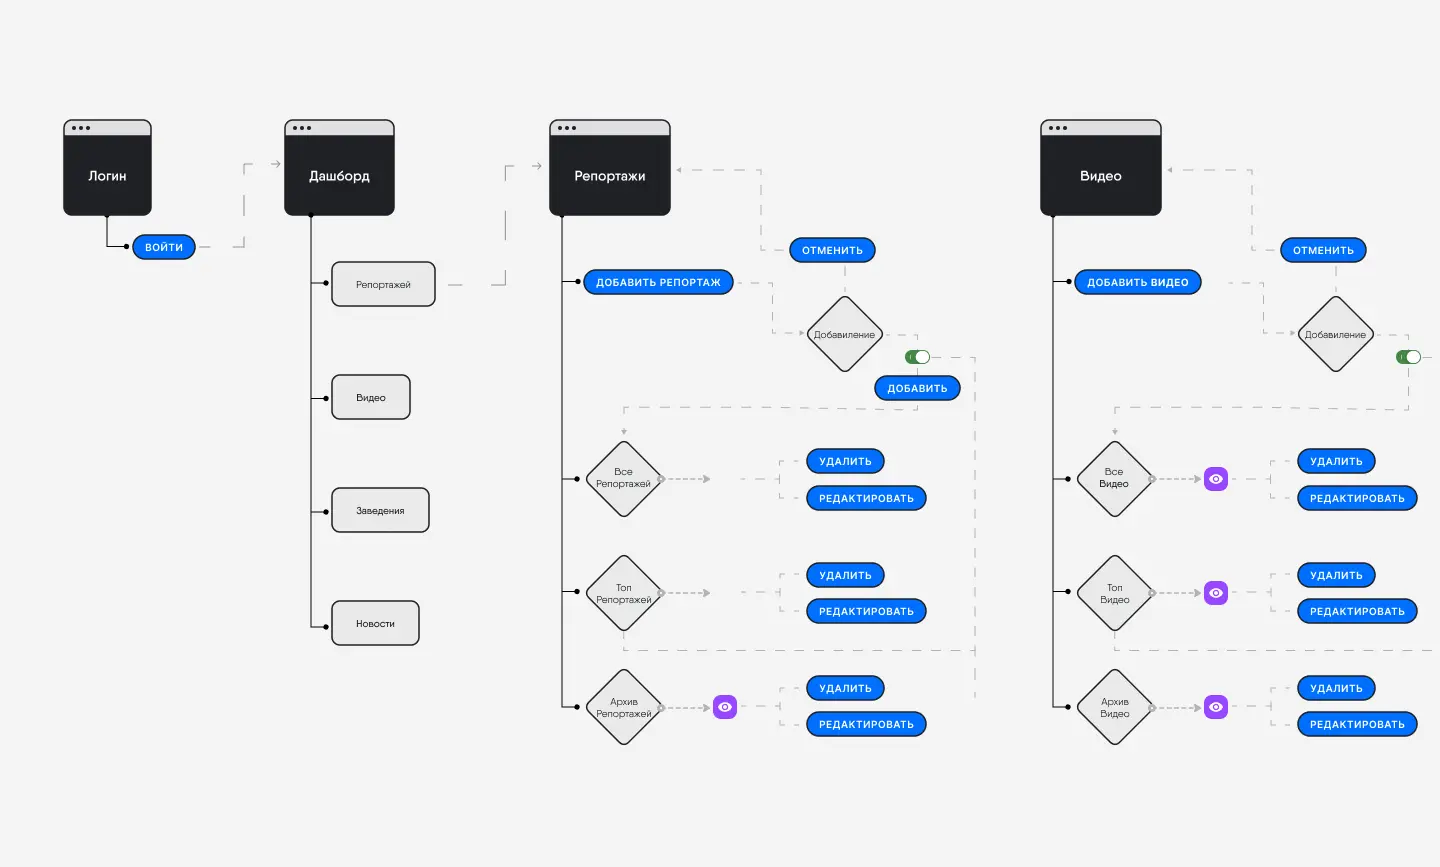 Логин
ВОЙТИ
Дашборд
Репортажей
Видео
Заведения
Новости
Репортажи
ОТМЕНИТЬ
ДОБАВИТЬ РЕПОРТАЖ
Добавиление
ДОБАВИТЬ
Все
Репортажей
УДАЛИТЬ
РЕДАКТИРОВАТЬ
Топ
Репортажей
УДАЛИТЬ
РЕДАКТИРОВАТЬ
Архив
Репортажей
УДАЛИТЬ
РЕДАКТИРОВАТЬ
Видео
ОТМЕНИТЬ
ДОБАВИТЬ ВИДЕО
Добавиление
Все
Видео
УДАЛИТЬ
РЕДАКТИРОВАТЬ
Топ
Видео
УДАЛИТЬ
РЕДАКТИРОВАТЬ
Архив
Видео
УДАЛИТЬ
РЕДАКТИРОВАТЬ